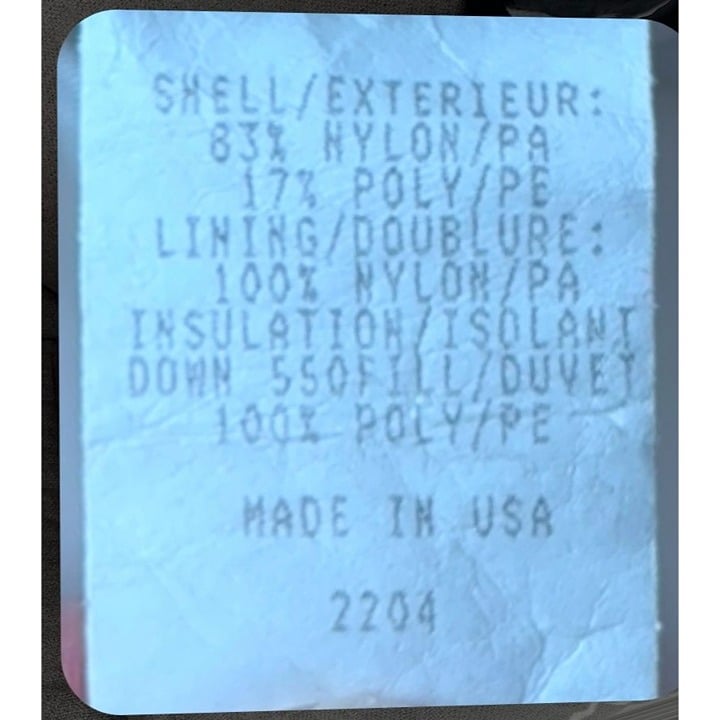 SHELL/EXTERIEUR:
83% NYLON/PA
17% POLY/PE
LINING/DOUBLURE:
100% NYLON/PA
INSULATION/ISOLANT
DOWN 550FILL/DUVET
100% POLY/PE
MADE IN USA
2204